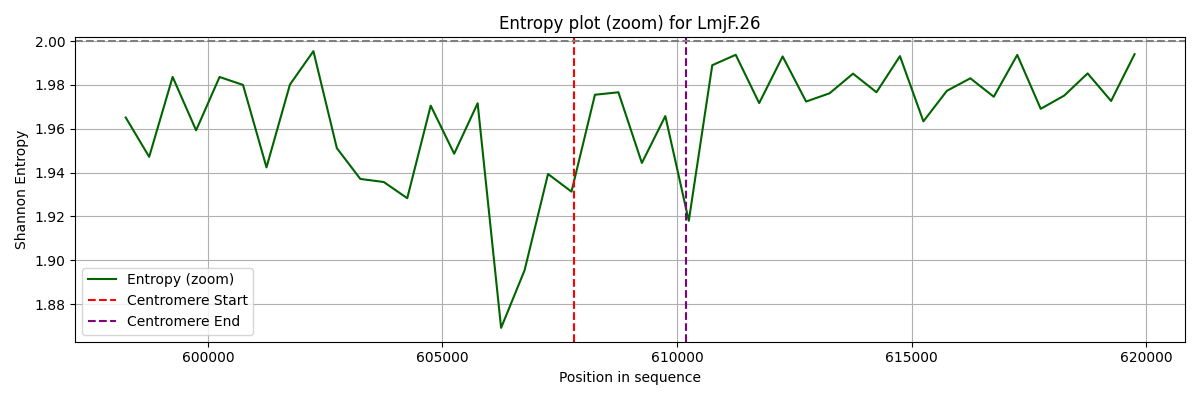 Entropy plot (zoom) for LmjF.26
Shannon Entropy
2.00
1.98
1.96
1.94
1.92
1.90
1.88
Entropy (zoom)
Centromere Start
Centromere End
600000 605000 610000 615000 620000
Position in sequence